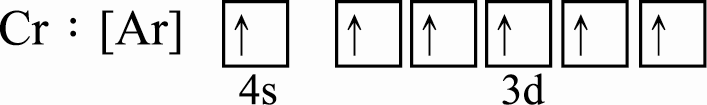 Cr : [Ar] ↑ ↑ ↑ ↑ ↑ ↑
4s 3d